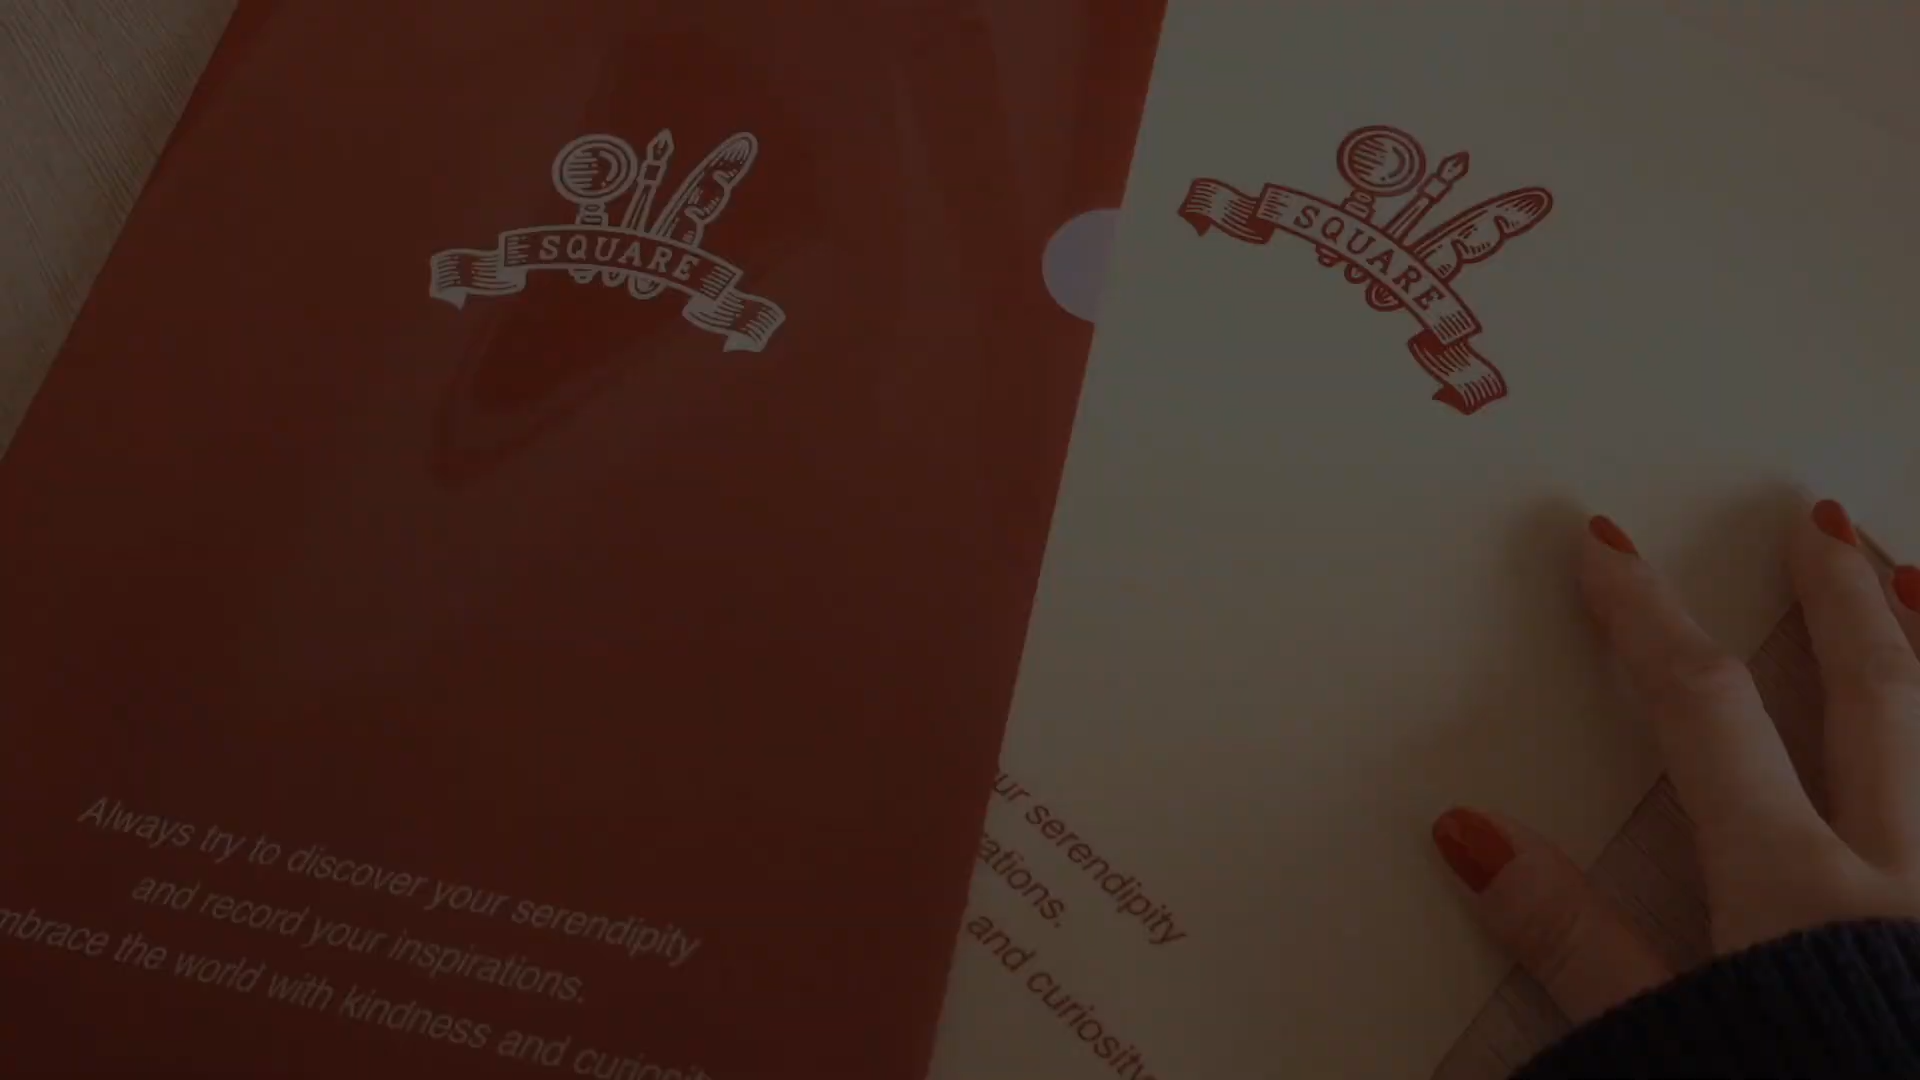 SQUARE
Always try to discover your serendipity
and record your inspirations.
mbrace the world with kindness and curiosit
SQUARE
ur serendipity
ations.
and curiosity